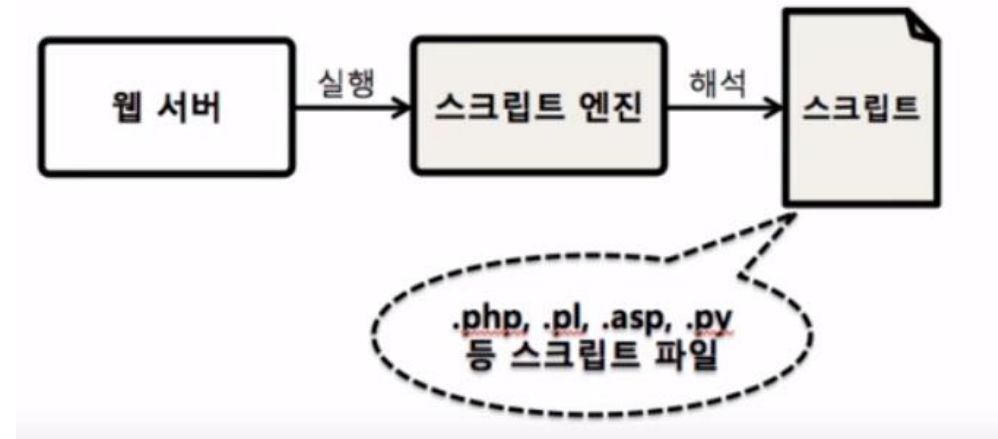 웹 서버
실행
스크립트 엔진
해석
스크립트
.php, .pl, .asp, .py
등 스크립트 파일